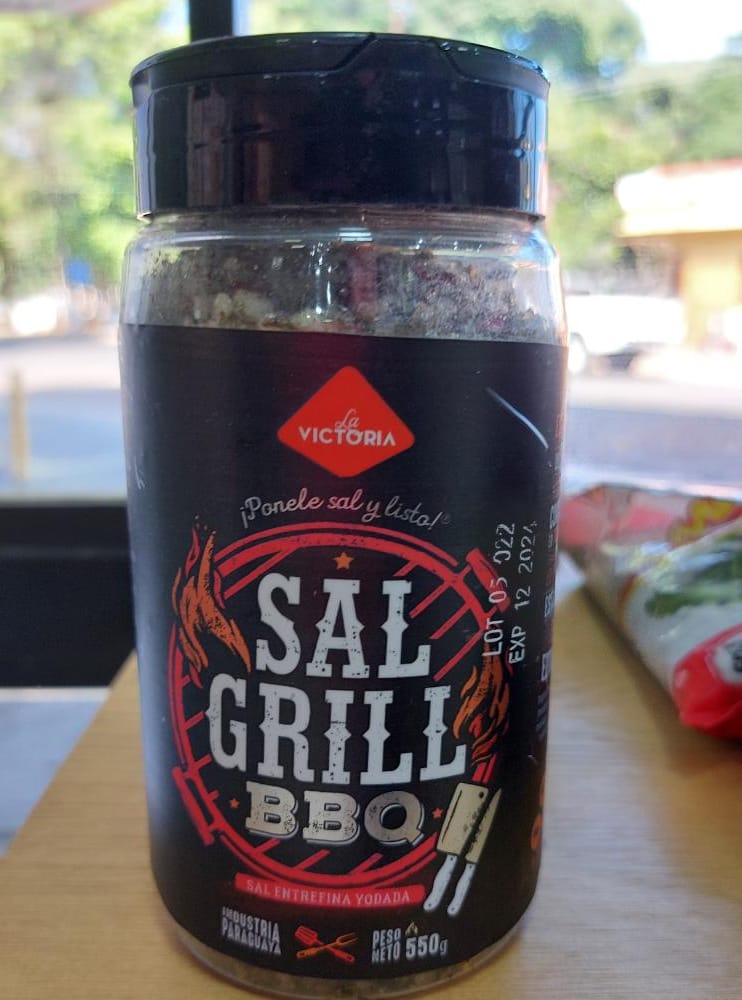 La
VICTORIA
¡Ponele sal y listo!®
SAL
GRILL
BBQ
SAL ENTREFINA YODADA
INDUSTRIA
PARAGUAYA
PESO
NETO 550g
LOT 05 022
EXP 12 2024